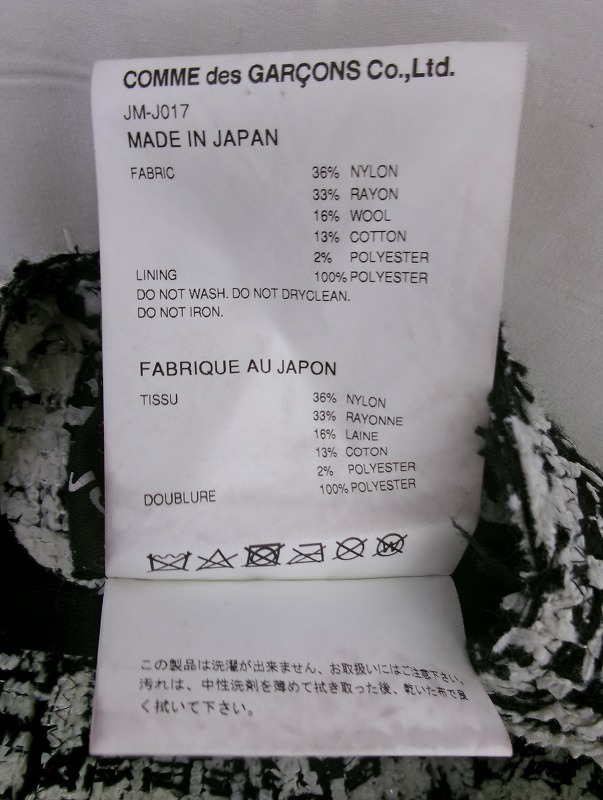 COMME des GARÇONS Co.,Ltd.
JM-J017
MADE IN JAPAN
FABRIC 36% NYLON
33% RAYON
16% WOOL
13% COTTON
2% POLYESTER
LINING 100% POLYESTER
DO NOT WASH. DO NOT DRYCLEAN.
DO NOT IRON.
FABRIQUE AU JAPON
TISSU 36% NYLON
33% RAYONNE
16% LAINE
13% COTON
2% POLYESTER
DOUBLURE 100% POLYESTER
この製品は洗濯が出来ません、お取扱いにはご注意下さい。
汚れは、中性洗剤を薄めて拭き取った後、乾いた布で良
く拭いて下さい。